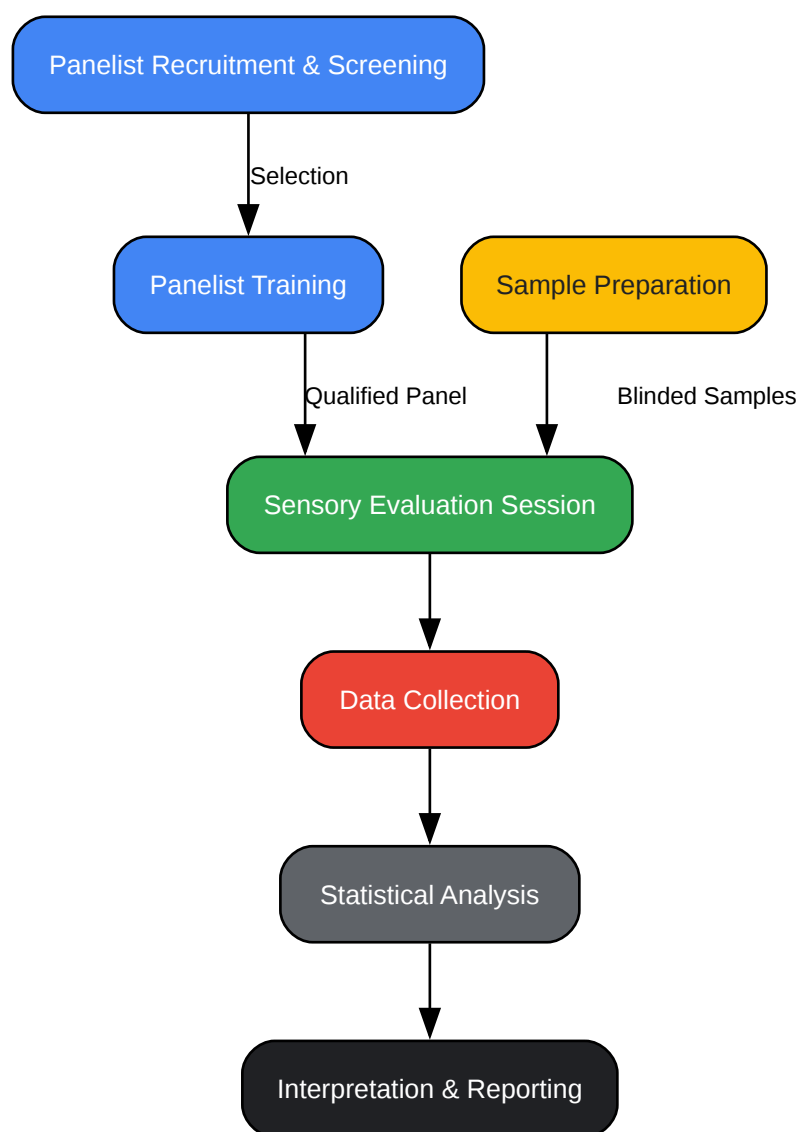 Panelist Recruitment & Screening
Selection
Panelist Training
Sample Preparation
Qualified Panel
Blinded Samples
Sensory Evaluation Session
Data Collection
Statistical Analysis
Interpretation & Reporting